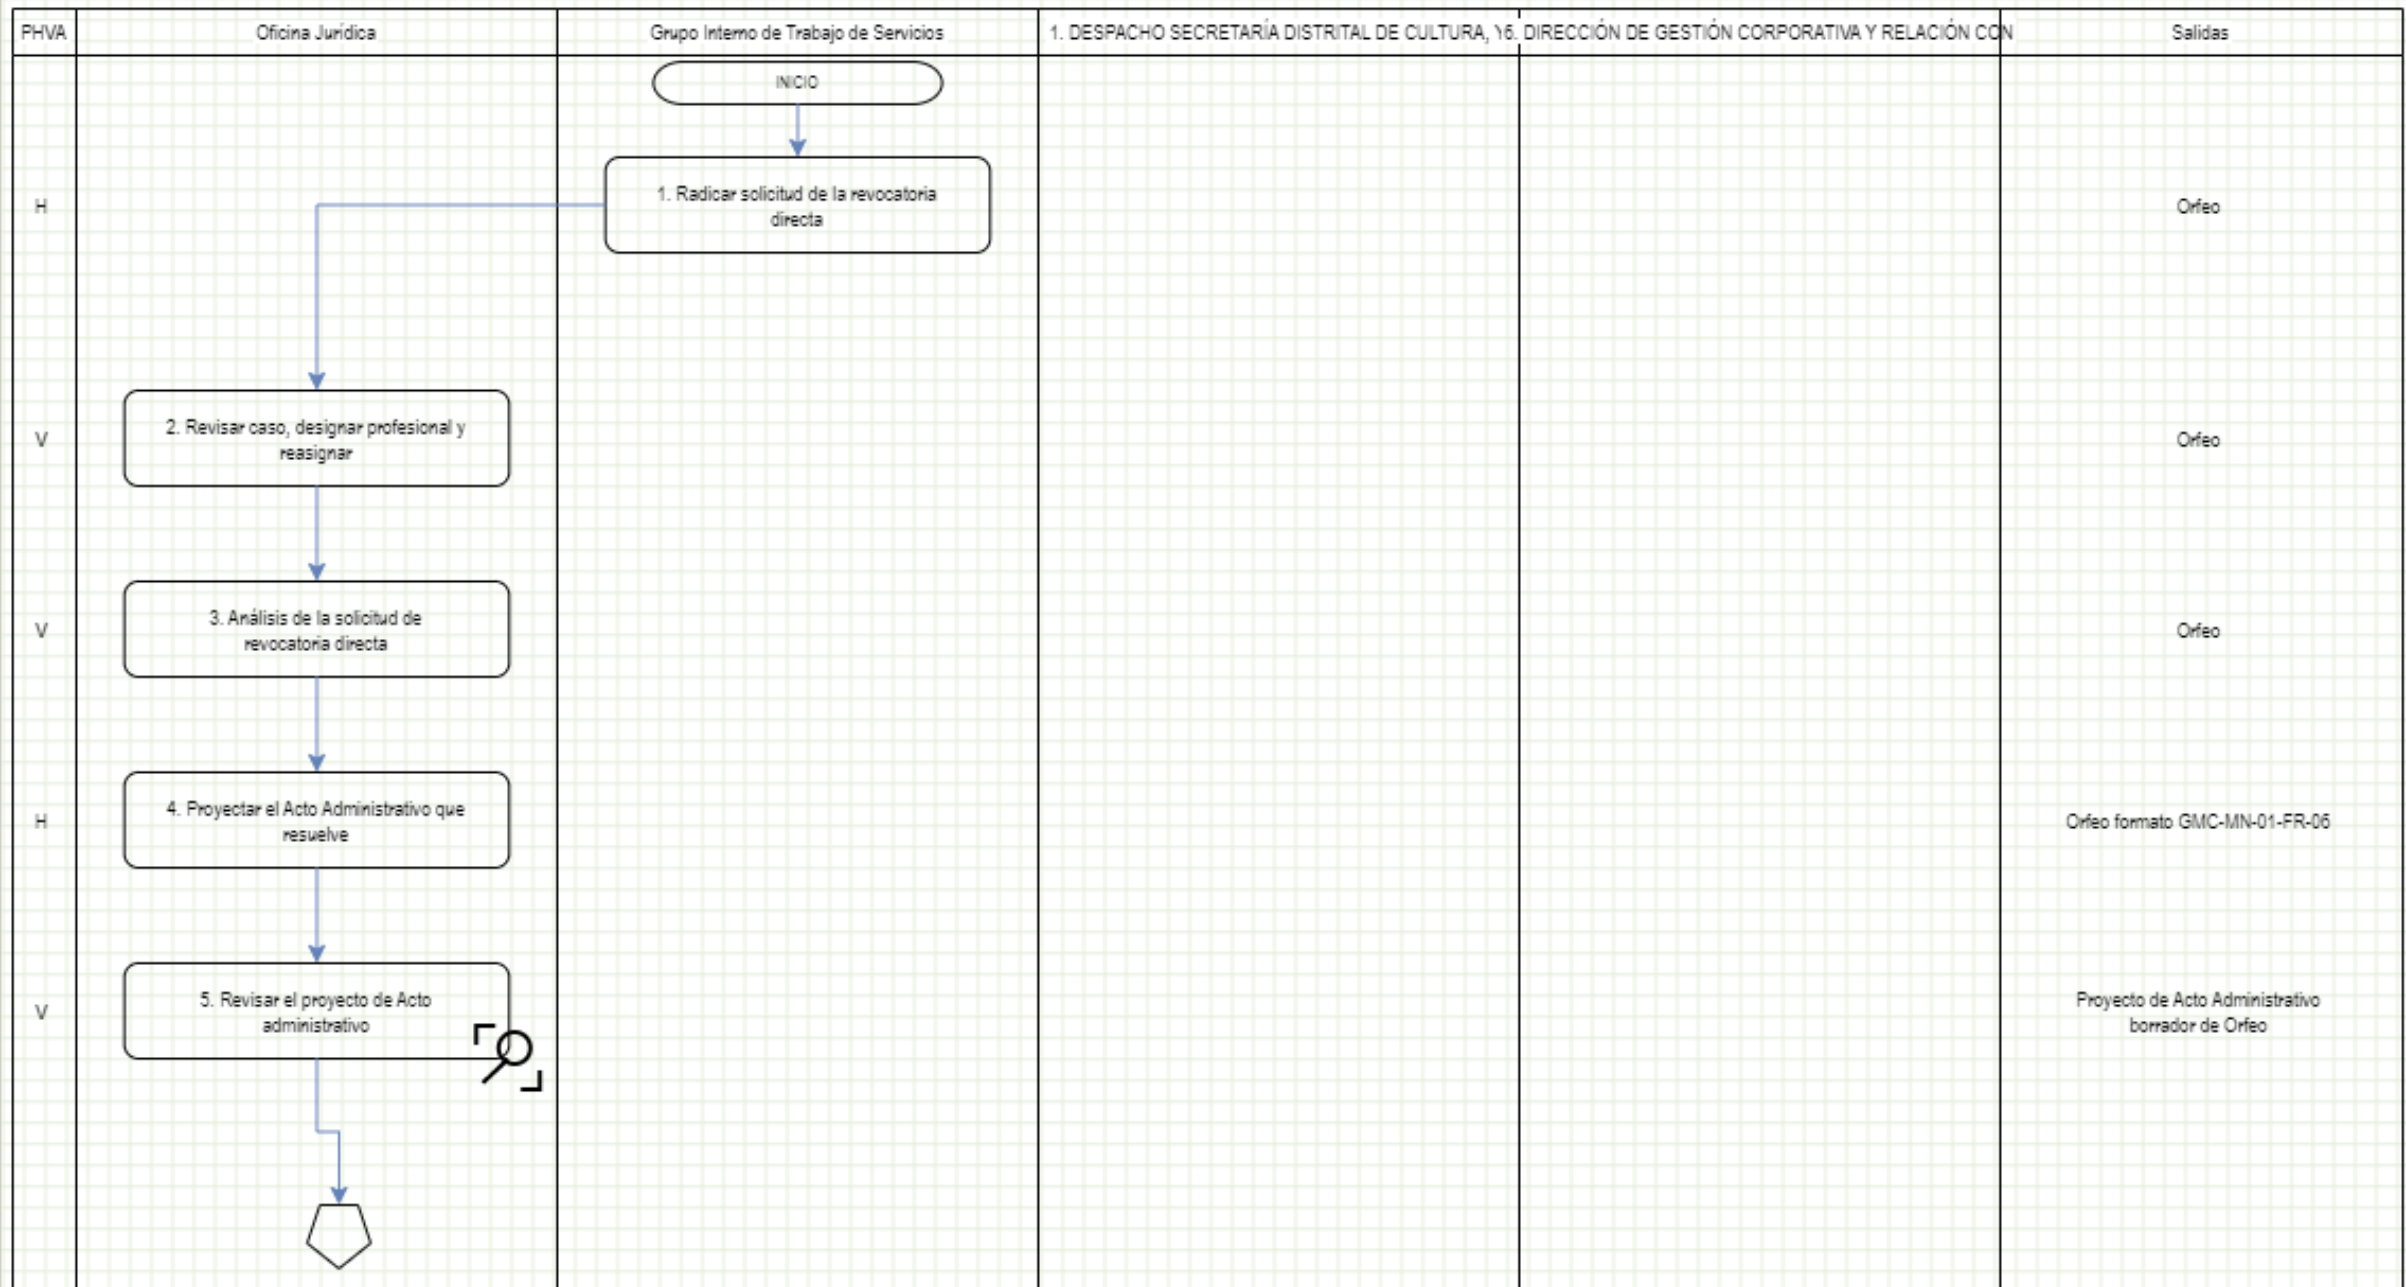 PHVA
Oficina Jurídica
Grupo Interno de Trabajo de Servicios
1. DESPACHO SECRETARÍA DISTRITAL DE CULTURA,
6. DIRECCIÓN DE GESTIÓN CORPORATIVA Y RELACIÓN CON
Salidas
INICIO
H
1. Radicar solicitud de la revocatoria
directa
Orfeo
V
2. Revisar caso, designar profesional y
reasignar
Orfeo
V
3. Análisis de la solicitud de
revocatoria directa
Orfeo
H
4. Proyectar el Acto Administrativo que
resuelve
Orfeo formato GMC-MN-01-FR-06
V
5. Revisar el proyecto de Acto
administrativo
Proyecto de Acto Administrativo
borrador de Orfeo